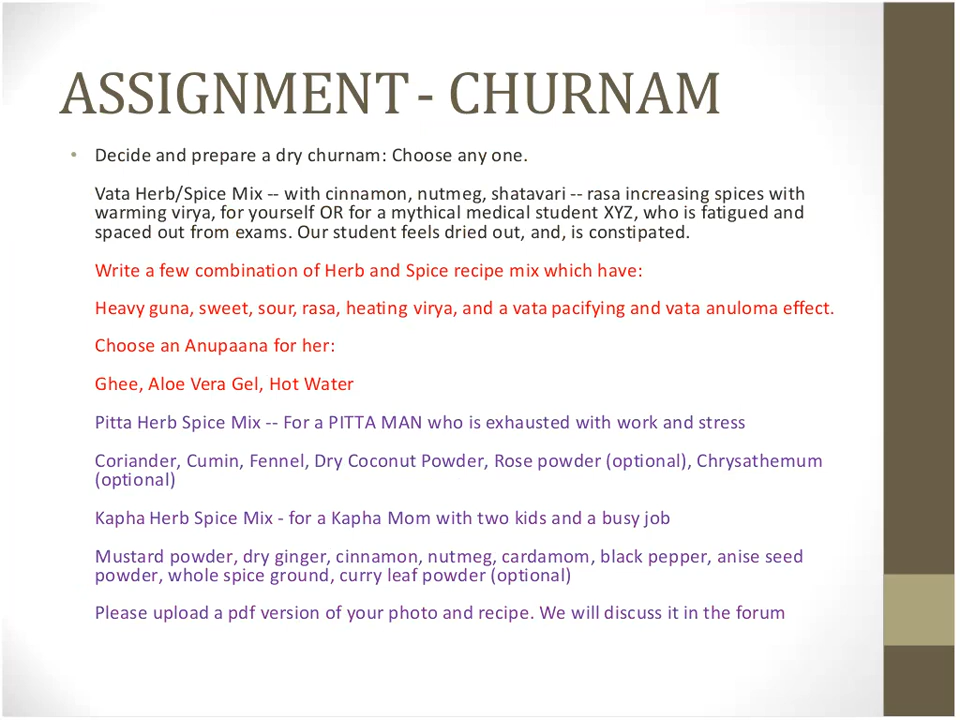 ASSIGNMENT - CHURNAM
• Decide and prepare a dry churnam: Choose any one.
Vata Herb/Spice Mix -- with cinnamon, nutmeg, shatavari -- rasa increasing spices with
warming virya, for yourself OR for a mythical medical student XYZ, who is fatigued and
spaced out from exams. Our student feels dried out, and, is constipated.
Write a few combination of Herb and Spice recipe mix which have:
Heavy guna, sweet, sour, rasa, heating virya, and a vata pacifying and vata anuloma effect.
Choose an Anupaana for her:
Ghee, Aloe Vera Gel, Hot Water
Pitta Herb Spice Mix -- For a PITTA MAN who is exhausted with work and stress
Coriander, Cumin, Fennel, Dry Coconut Powder, Rose powder (optional), Chrysathemum
(optional)
Kapha Herb Spice Mix - for a Kapha Mom with two kids and a busy job
Mustard powder, dry ginger, cinnamon, nutmeg, cardamom, black pepper, anise seed
powder, whole spice ground, curry leaf powder (optional)
Please upload a pdf version of your photo and recipe. We will discuss it in the forum